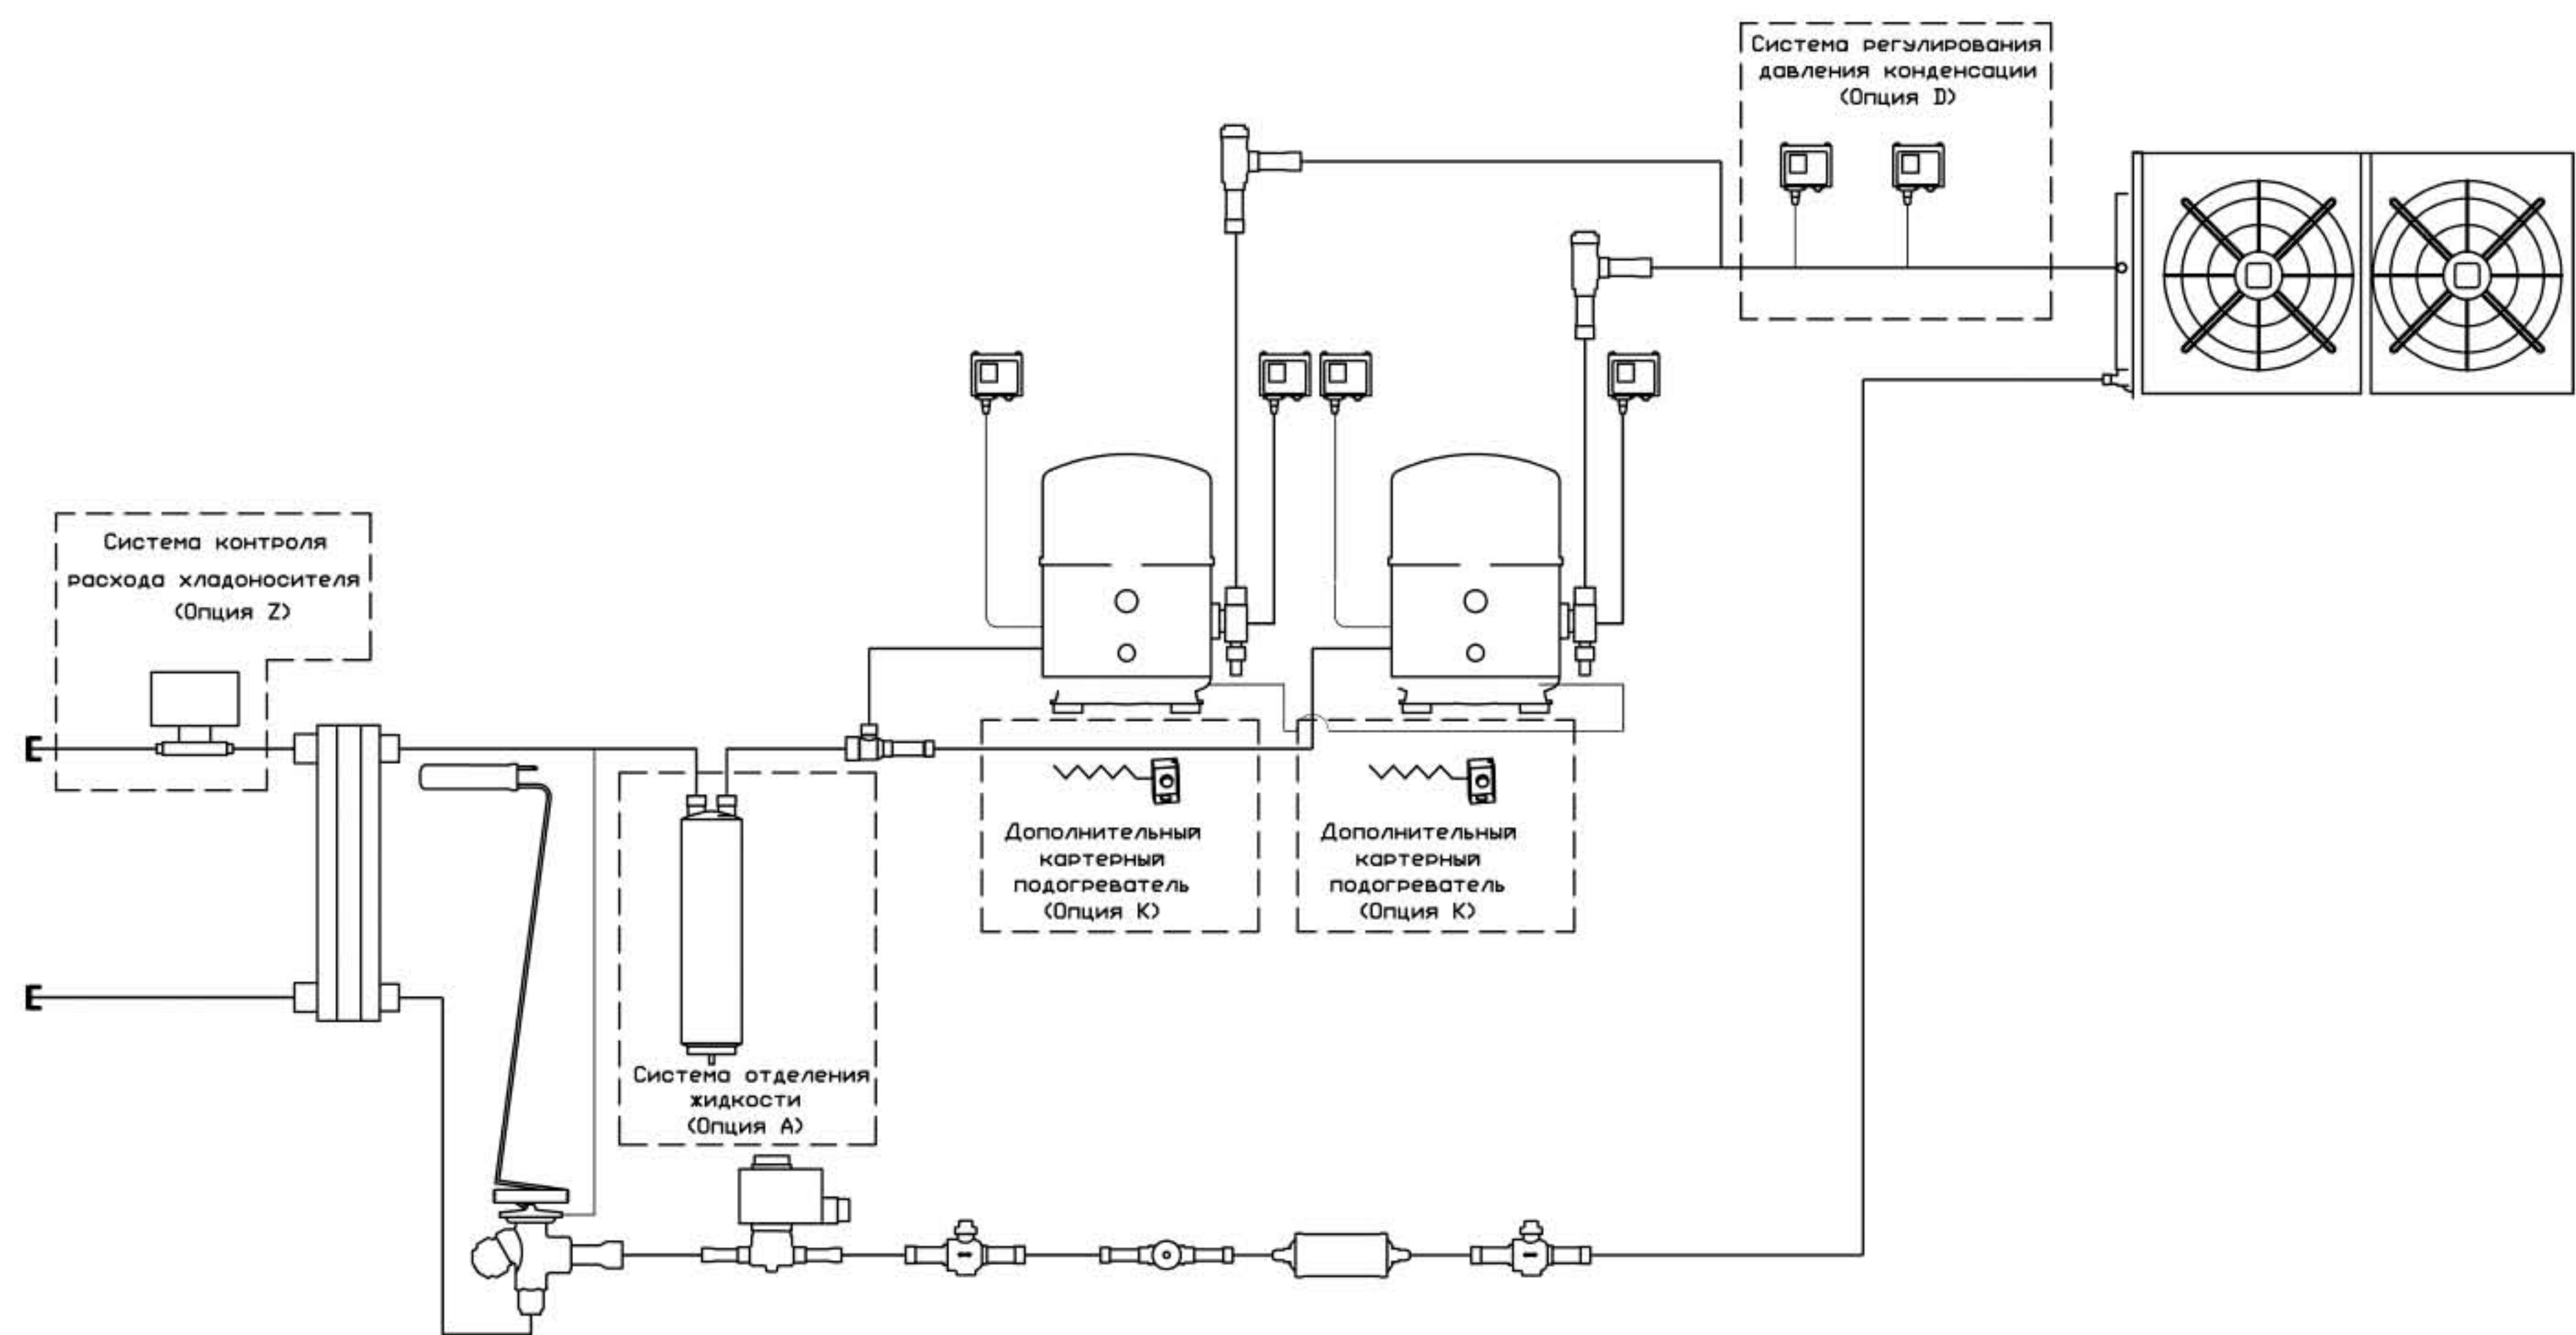 Система регулирования
давления конденсации
(Опция D)
Система контроля
расхода хладоносителя
(Опция Z)
Дополнительный
картерный
подогреватель
(Опция К)
Дополнительный
картерный
подогреватель
(Опция К)
Система отделения
жидкости
(Опция А)